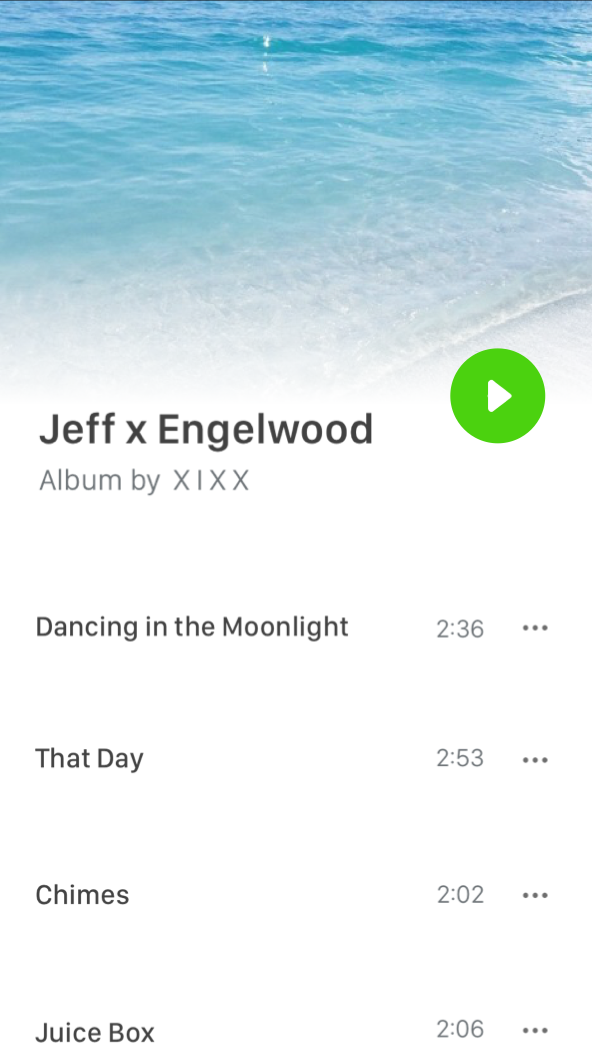 Jeff x Engelwood
Album by XIXX
Dancing in the Moonlight 2:36
That Day 2:53
Chimes 2:02
Juice Box 2:06